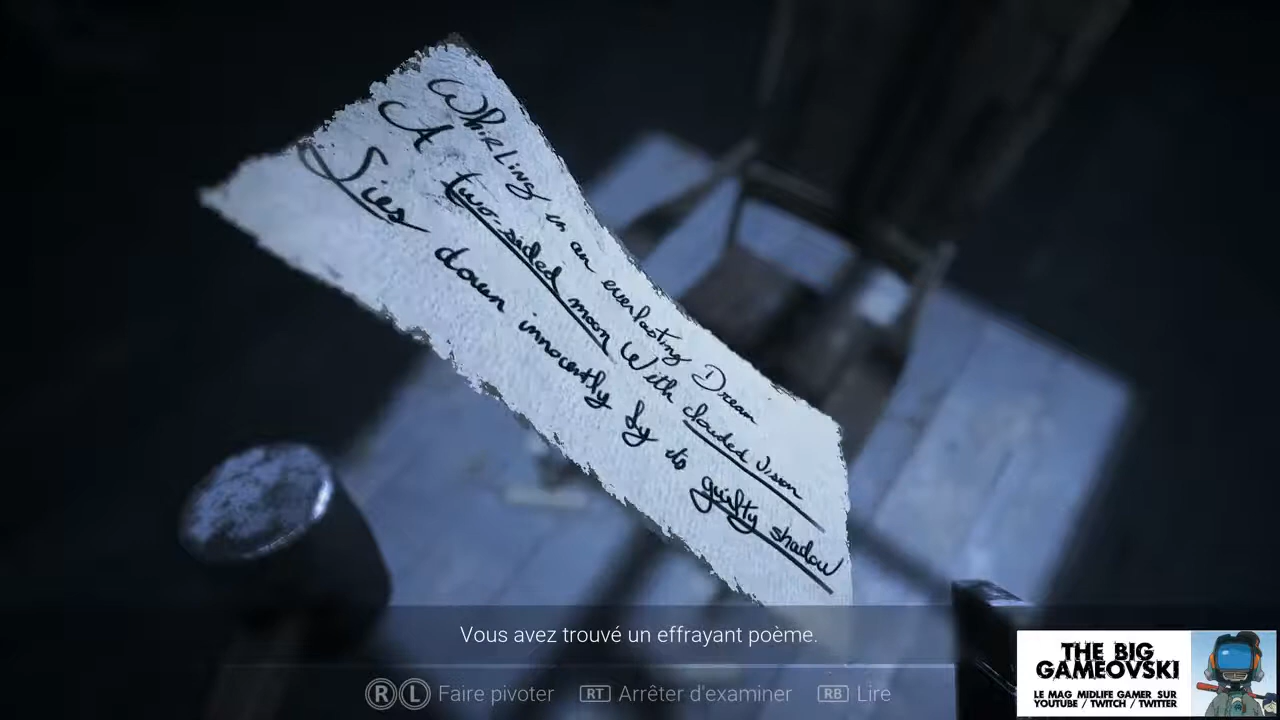 Whirling in an everlasting Dream
A two-sided moon With clouded Vision
Lies down innocently by its guilty shadow
Vous avez trouvé un effrayant poème.
R L Faire pivoter RT Arrêter d'examiner RB Lire
THE BIG
GAMEOVSKI
LE MAG MIDLIFE GAMER SUR
YOUTUBE / TWITCH / TWITTER